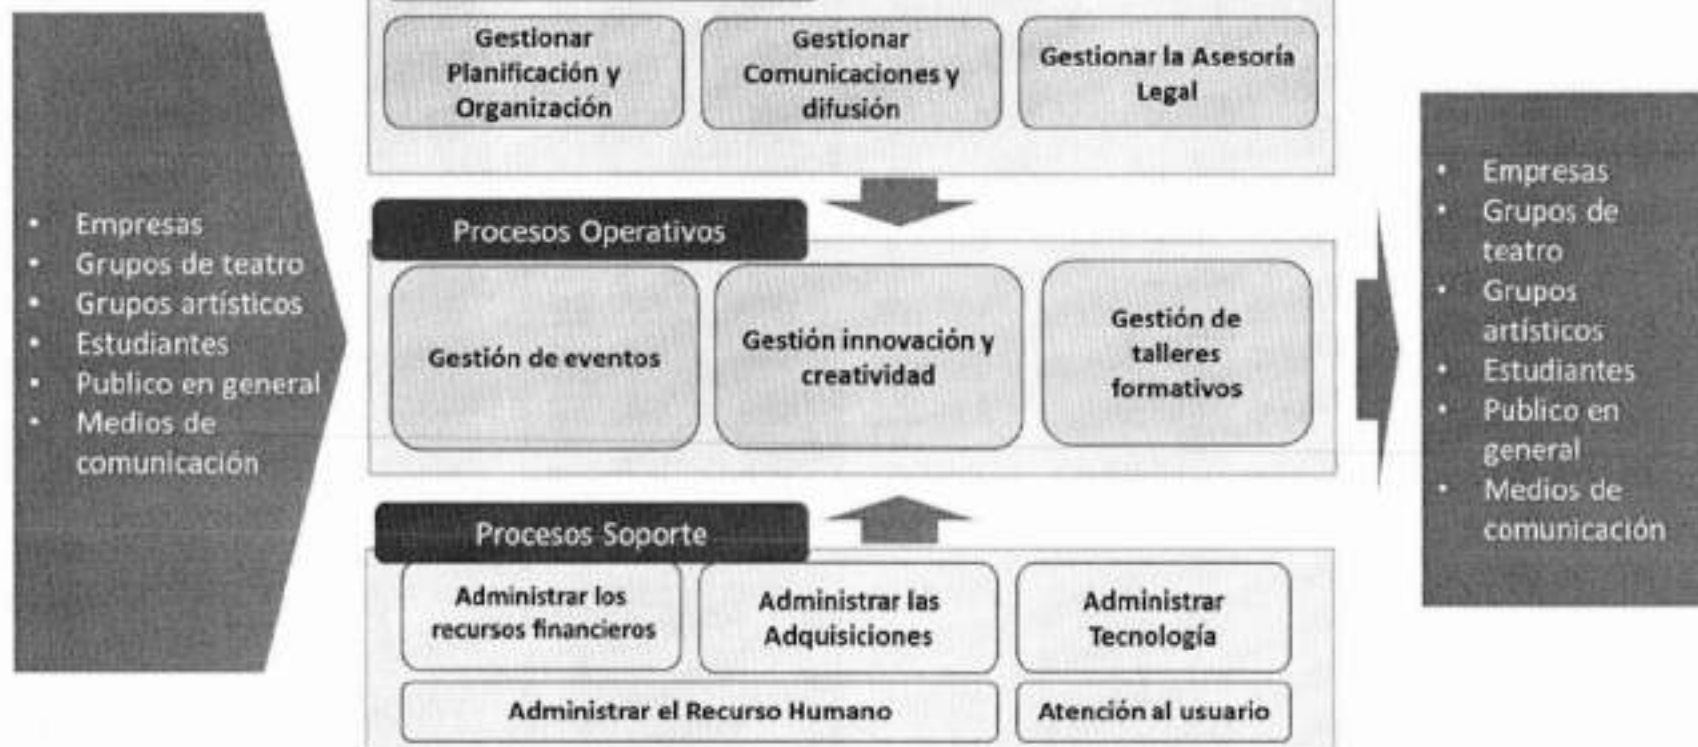 Gestionar
Planificación y
Organización
Gestionar
Comunicaciones y
difusión
Gestionar la Asesoría
Legal
• Empresas
• Grupos de teatro
• Grupos artísticos
• Estudiantes
• Publico en general
• Medios de
comunicación
Procesos Operativos
Gestión de eventos
Gestión innovación y
creatividad
Gestión de
talleres
formativos
Procesos Soporte
Administrar los
recursos financieros
Administrar las
Adquisiciones
Administrar
Tecnología
Administrar el Recurso Humano
Atención al usuario
• Empresas
• Grupos de
teatro
• Grupos
artísticos
• Estudiantes
• Publico en
general
• Medios de
comunicación